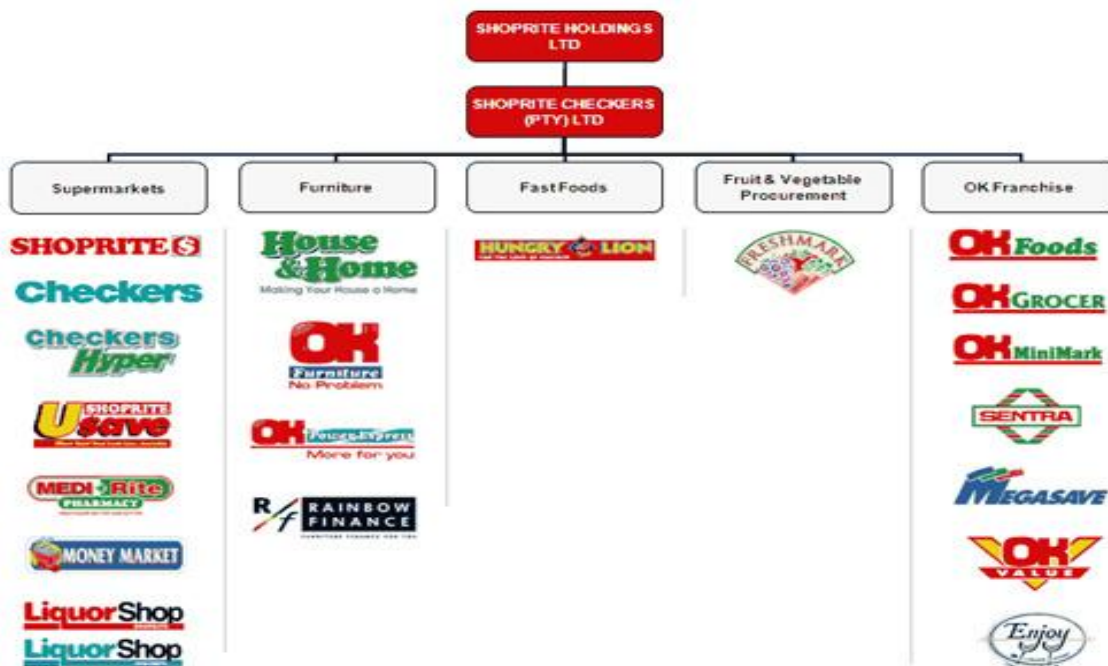 SHOPRITE HOLDINGS
LTD
SHOPRITE CHECKERS
(PTY) LTD
Supermarkets
Furniture
Fast Foods
Fruit & Vegetable
Procurement
OK Franchise
SHOPRITE
Checkers
Checkers
Hyper
SHOPRITE
Usave
MEDI Rite
PHARMACY
MONEY MARKET
LiquorShop
LiquorShop
House
& Home
Making Your House a Home
OK
Furniture
No Problem
OK Power Express
More for you
R/f RAINBOW
FINANCE
HUNGRY LION
FRESHMARK
OK Foods
OK GROCER
OK MiniMark
SENTRA
MEGASAVE
OK
VALUE
Enjoy